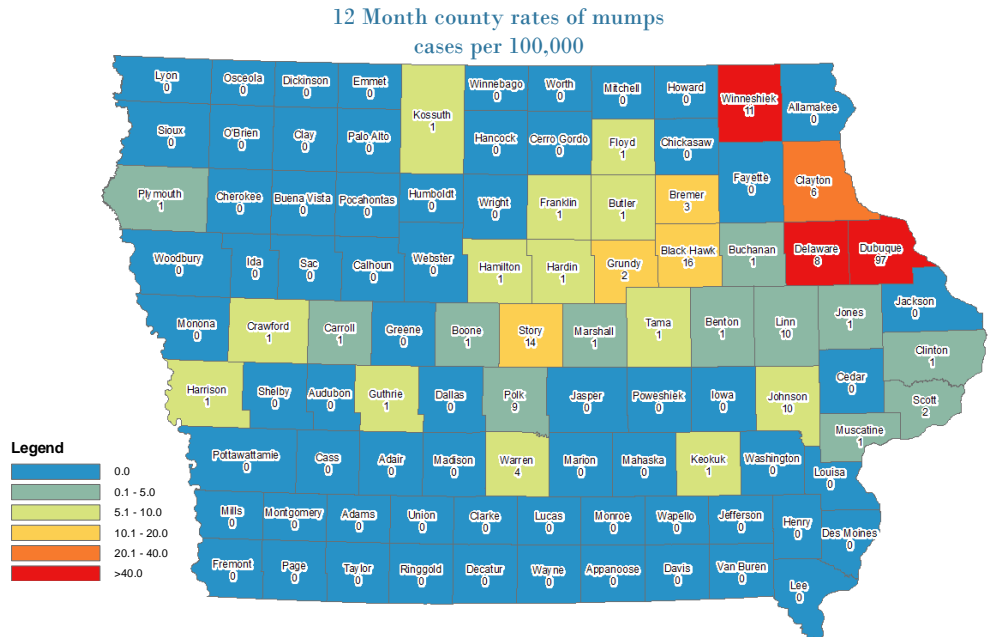 12 Month county rates of mumps
cases per 100,000
Lyon
0
Osceola
0
Dickinson
0
Emmet
0
Kossuth
1
Winnebago
0
Worth
0
Mitchell
0
Howard
0
Winneshiek
11
Allamakee
0
Sioux
0
O'Brien
0
Clay
0
Palo Alto
0
Hancock
0
Cerro Gordo
0
Floyd
1
Chickasaw
0
Plymouth
1
Cherokee
0
Buena Vista
0
Pocahontas
0
Humboldt
0
Wright
0
Franklin
1
Butler
1
Bremer
3
Fayette
0
Clayton
6
Woodbury
0
Ida
0
Sac
0
Calhoun
0
Webster
0
Hamilton
1
Hardin
1
Grundy
2
Black Hawk
16
Buchanan
1
Delaware
8
Dubuque
97
Monona
0
Crawford
1
Carroll
1
Greene
0
Boone
1
Story
14
Marshall
1
Tama
1
Benton
1
Linn
10
Jones
1
Jackson
0
Clinton
1
Harrison
1
Shelby
0
Audubon
0
Guthrie
1
Dallas
0
Polk
9
Jasper
0
Poweshiek
0
Iowa
0
Johnson
10
Cedar
0
Scott
2
Muscatine
1
Pottawattamie
0
Cass
0
Adair
0
Madison
0
Warren
4
Marion
0
Mahaska
0
Keokuk
1
Washington
0
Louisa
0
Mills
0
Montgomery
0
Adams
0
Union
0
Clarke
0
Lucas
0
Monroe
0
Wapello
0
Jefferson
0
Henry
0
Des Moines
0
Fremont
0
Page
0
Taylor
0
Ringgold
0
Decatur
0
Wayne
0
Appanoose
0
Davis
0
Van Buren
0
Lee
0
Legend
0.0
0.1 - 5.0
5.1 - 10.0
10.1 - 20.0
20.1 - 40.0
>40.0